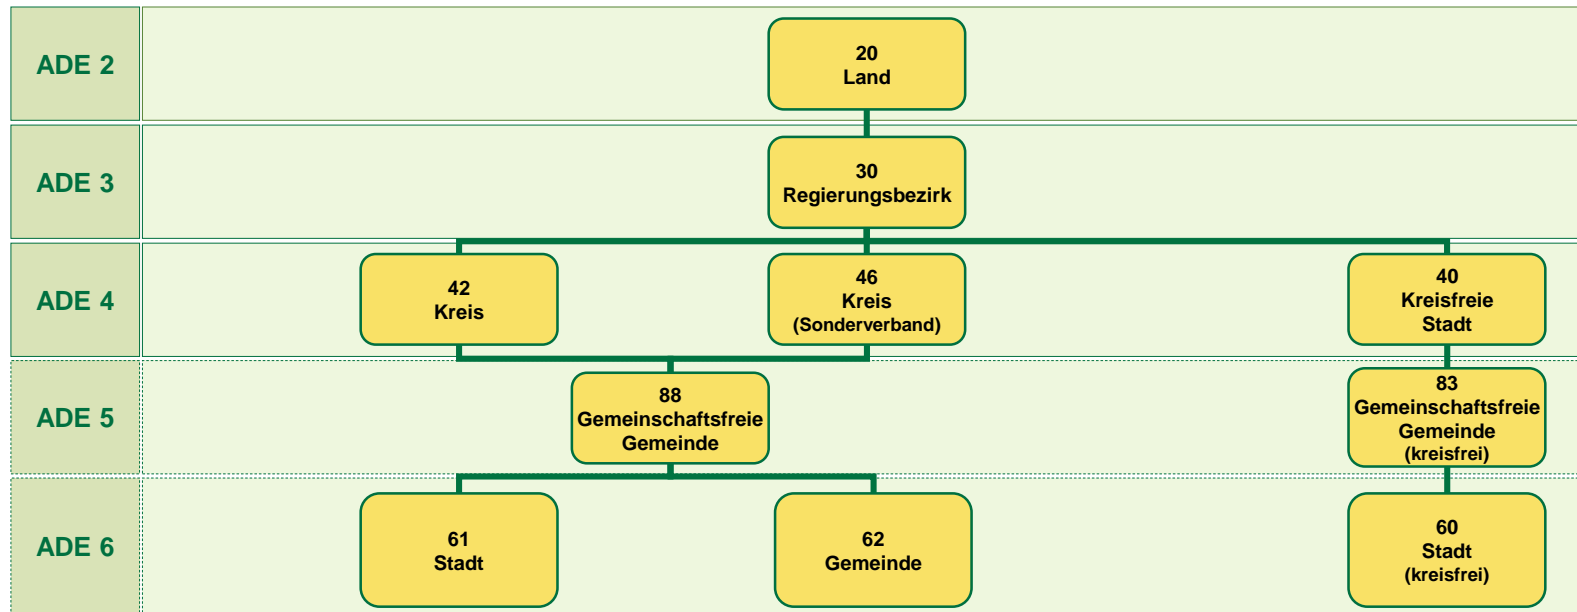 ADE 2
20
Land
ADE 3
30
Regierungsbezirk
ADE 4
42
Kreis
46
Kreis
(Sonderverband)
40
Kreisfreie
Stadt
ADE 5
88
Gemeinschaftsfreie
Gemeinde
83
Gemeinschaftsfreie
Gemeinde
(kreisfrei)
ADE 6
61
Stadt
62
Gemeinde
60
Stadt
(kreisfrei)